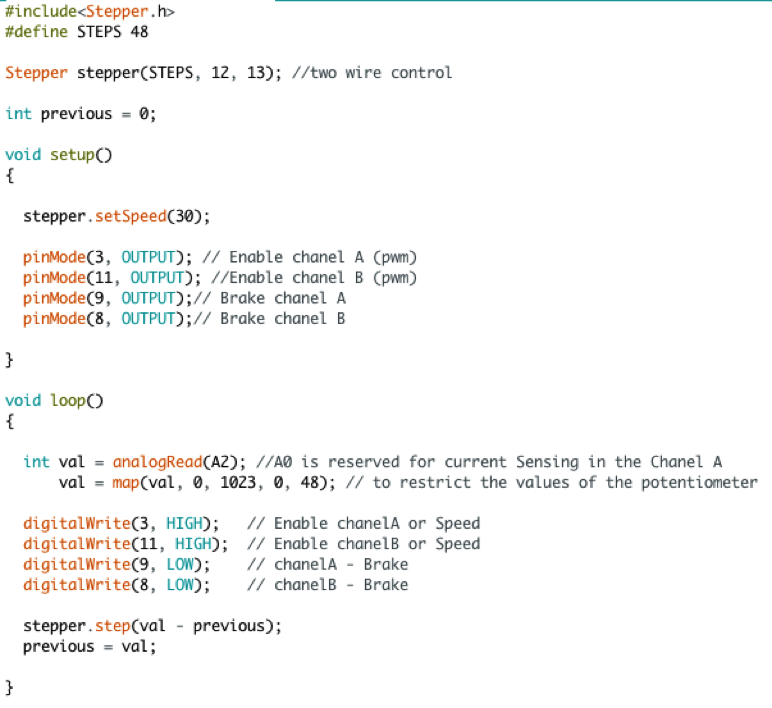 #include<Stepper.h>
#define STEPS 48
Stepper stepper(STEPS, 12, 13); //two wire control
int previous = 0;
void setup()
{
stepper.setSpeed(30);
pinMode(3, OUTPUT); // Enable chanel A (pwm)
pinMode(11, OUTPUT); //Enable chanel B (pwm)
pinMode(9, OUTPUT);// Brake chanel A
pinMode(8, OUTPUT);// Brake chanel B
}
void loop()
{
int val = analogRead(A2); //A0 is reserved for current Sensing in the Chanel A
val = map(val, 0, 1023, 0, 48); // to restrict the values of the potentiometer
digitalWrite(3, HIGH); // Enable chanelA or Speed
digitalWrite(11, HIGH); // Enable chanelB or Speed
digitalWrite(9, LOW); // chanelA - Brake
digitalWrite(8, LOW); // chanelB - Brake
stepper.step(val - previous);
previous = val;
}